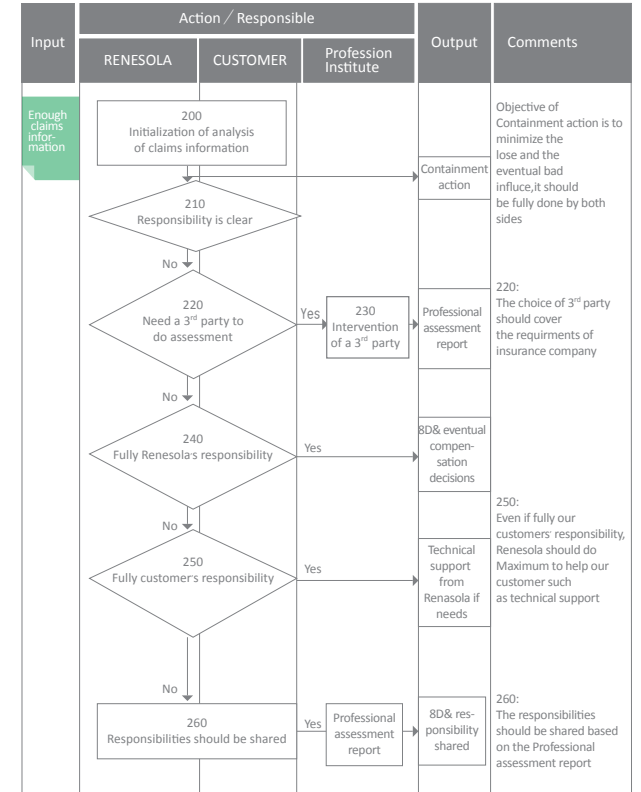 Input
Action / Responsible
RENESOLA
CUSTOMER
Profession
Institute
Output
Comments
Enough
claims
infor-
mation
200
Initialization of analysis
of claims information
Containment
action
Objective of
Containment action is to
minimize the
lose and the
eventual bad
influce,it should
be fully done by both
sides
210
Responsibility is clear
No
220
Need a 3rd party to
do assessment
Yes
230
Intervention
of a 3rd party
Professional
assessment
report
220:
The choice of 3rd party
should cover
the requirments of
insurance company
No
240
Fully Renesola's responsibility
Yes
8D& eventual
compen-
sation
decisions
No
250
Fully customer's responsibility
Yes
Technical
support
from
Renasola if
needs
250:
Even if fully our
customers' responsibility,
Renesola should do
Maximum to help our
customer such
as technical support
No
260
Responsibilities should be shared
Yes
Professional
assessment
report
8D& res-
ponsibility
shared
260:
The responsibilities
should be shared based
on the Professional
assessment report